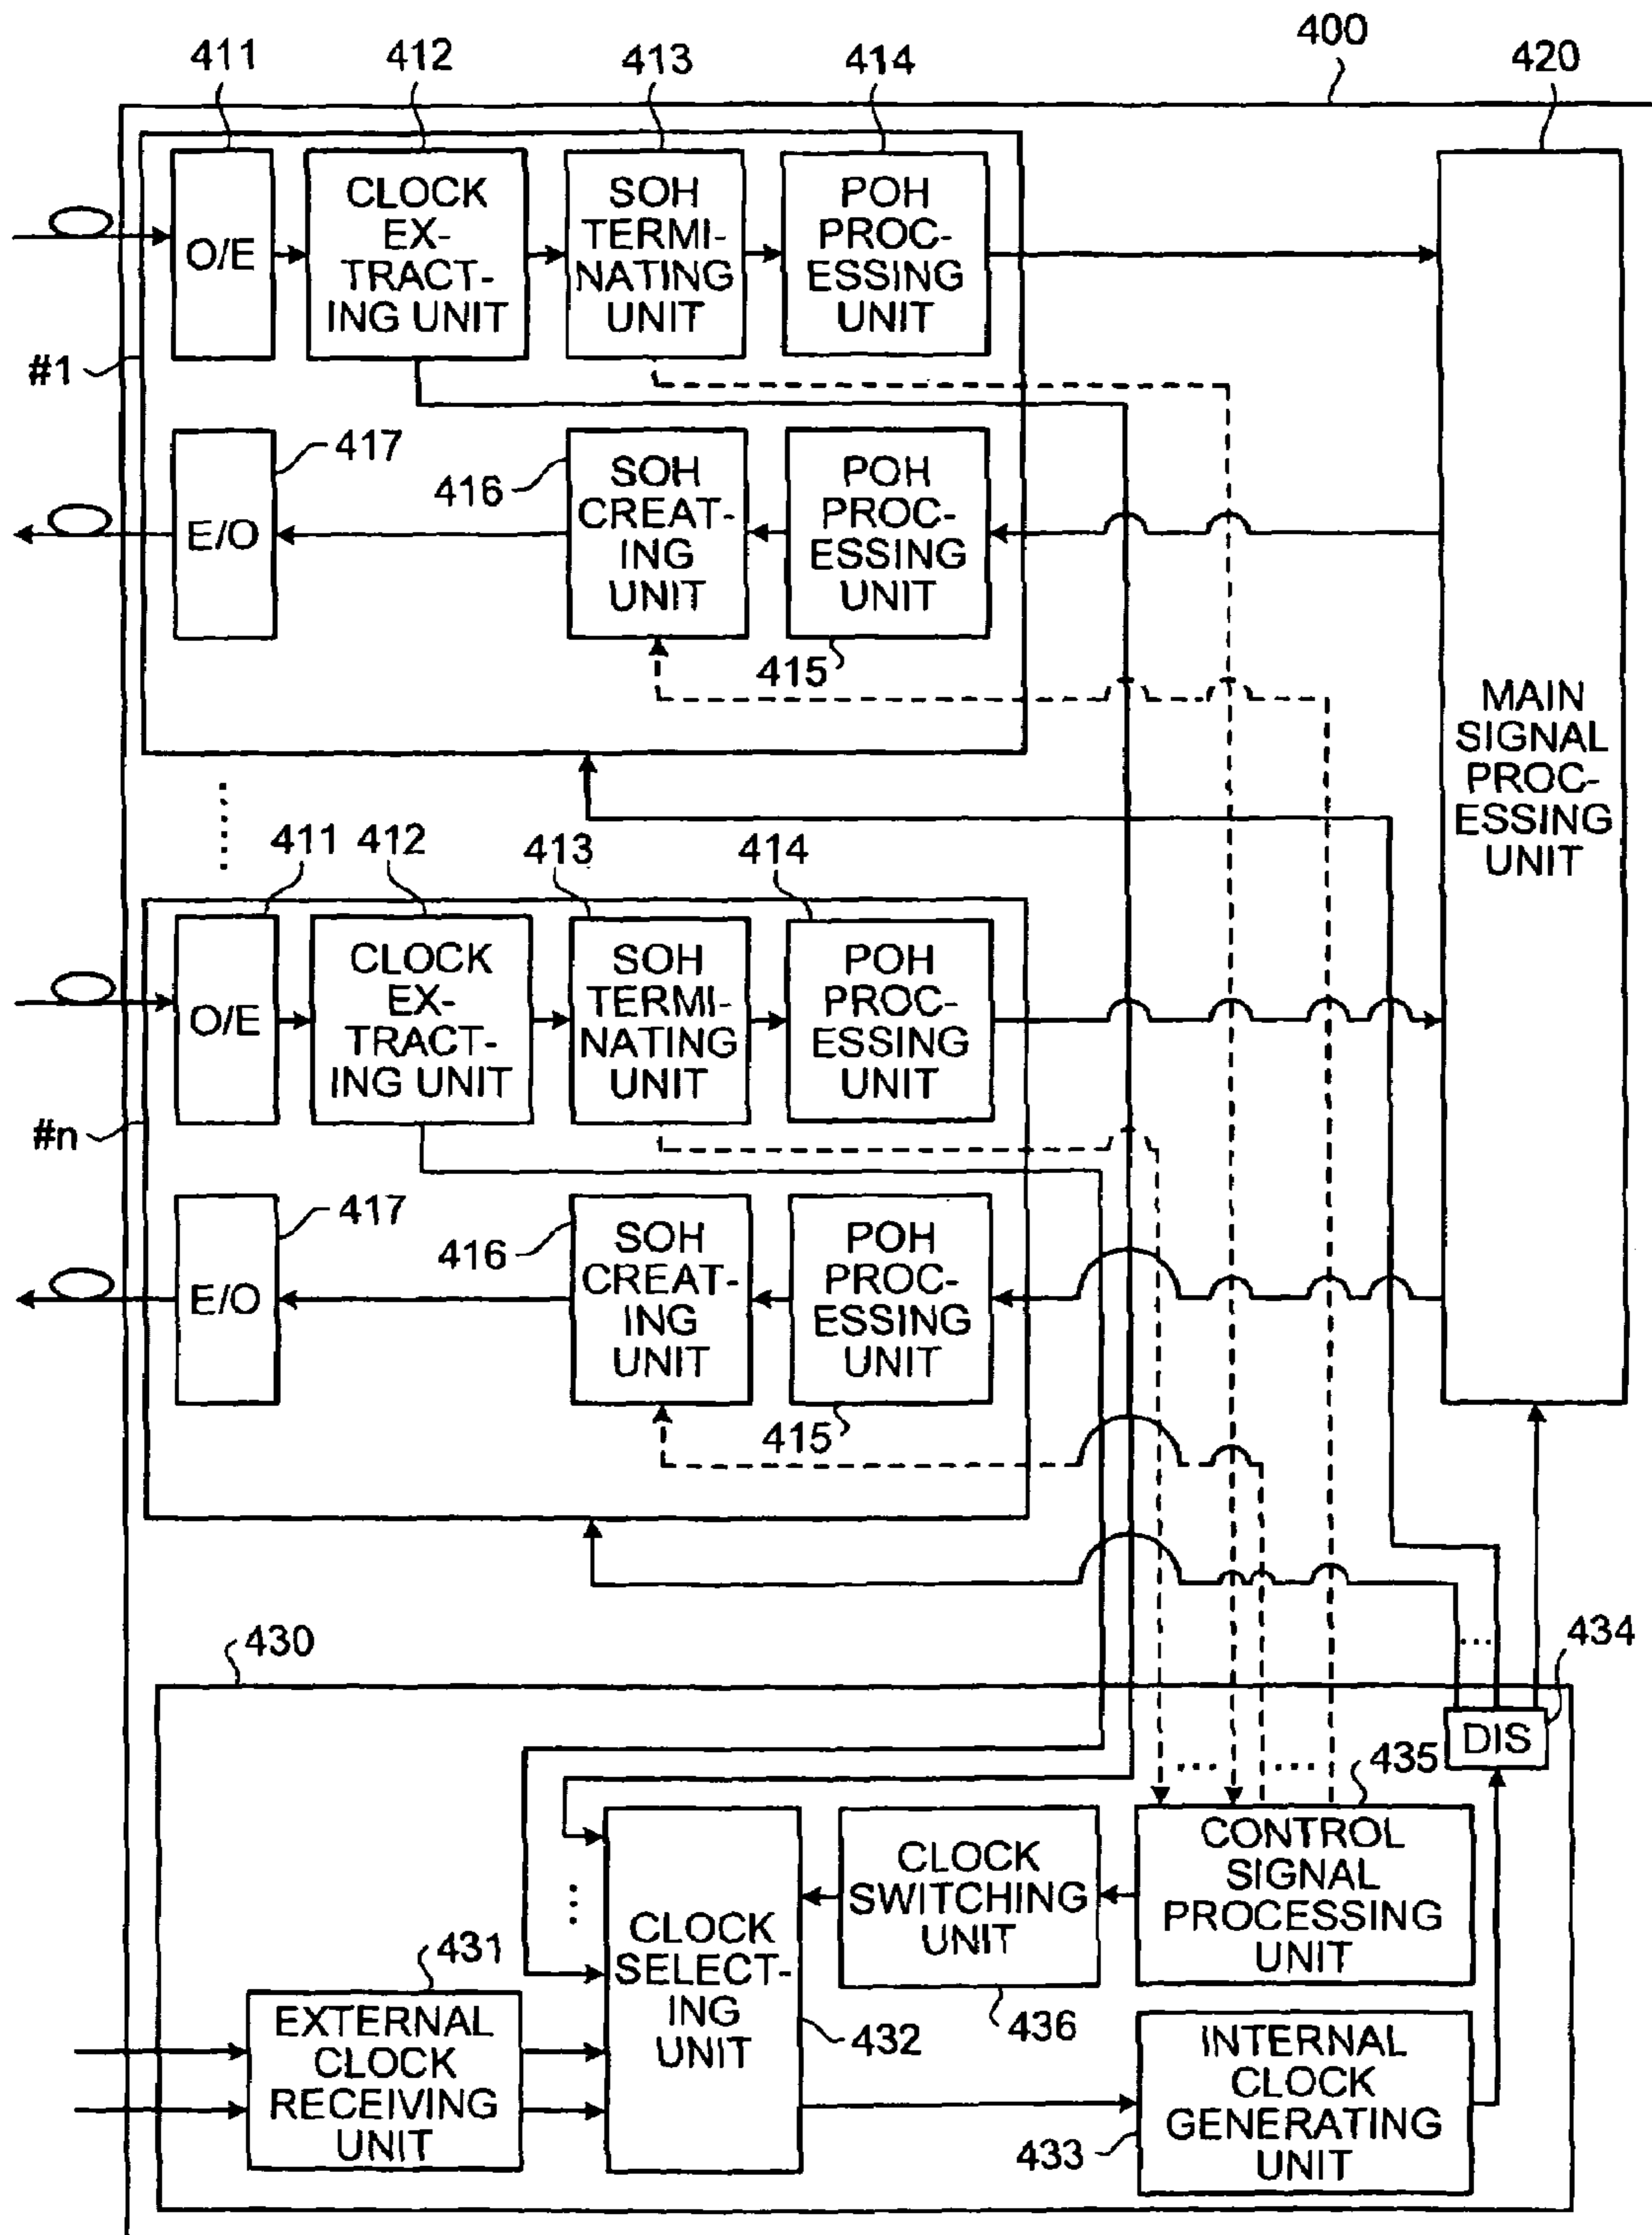 400
411
412
413
414
420
O/E
CLOCK
EX-
TRACT-
ING UNIT
SOH
TERMI-
NATING
UNIT
POH
PROC-
ESSING
UNIT
#1
417
E/O
416
SOH
CREAT-
ING
UNIT
POH
PROC-
ESSING
UNIT
415
MAIN
SIGNAL
PROC-
ESSING
UNIT
411
412
413
414
O/E
CLOCK
EX-
TRACT-
ING UNIT
SOH
TERMI-
NATING
UNIT
POH
PROC-
ESSING
UNIT
#n
417
E/O
416
SOH
CREAT-
ING
UNIT
POH
PROC-
ESSING
UNIT
415
430
434
DIS
435
CONTROL
SIGNAL
PROCESSING
UNIT
CLOCK
SWITCHING
UNIT
436
CLOCK
SELECT-
ING
UNIT
432
431
EXTERNAL
CLOCK
RECEIVING
UNIT
INTERNAL
CLOCK
GENERATING
UNIT
433